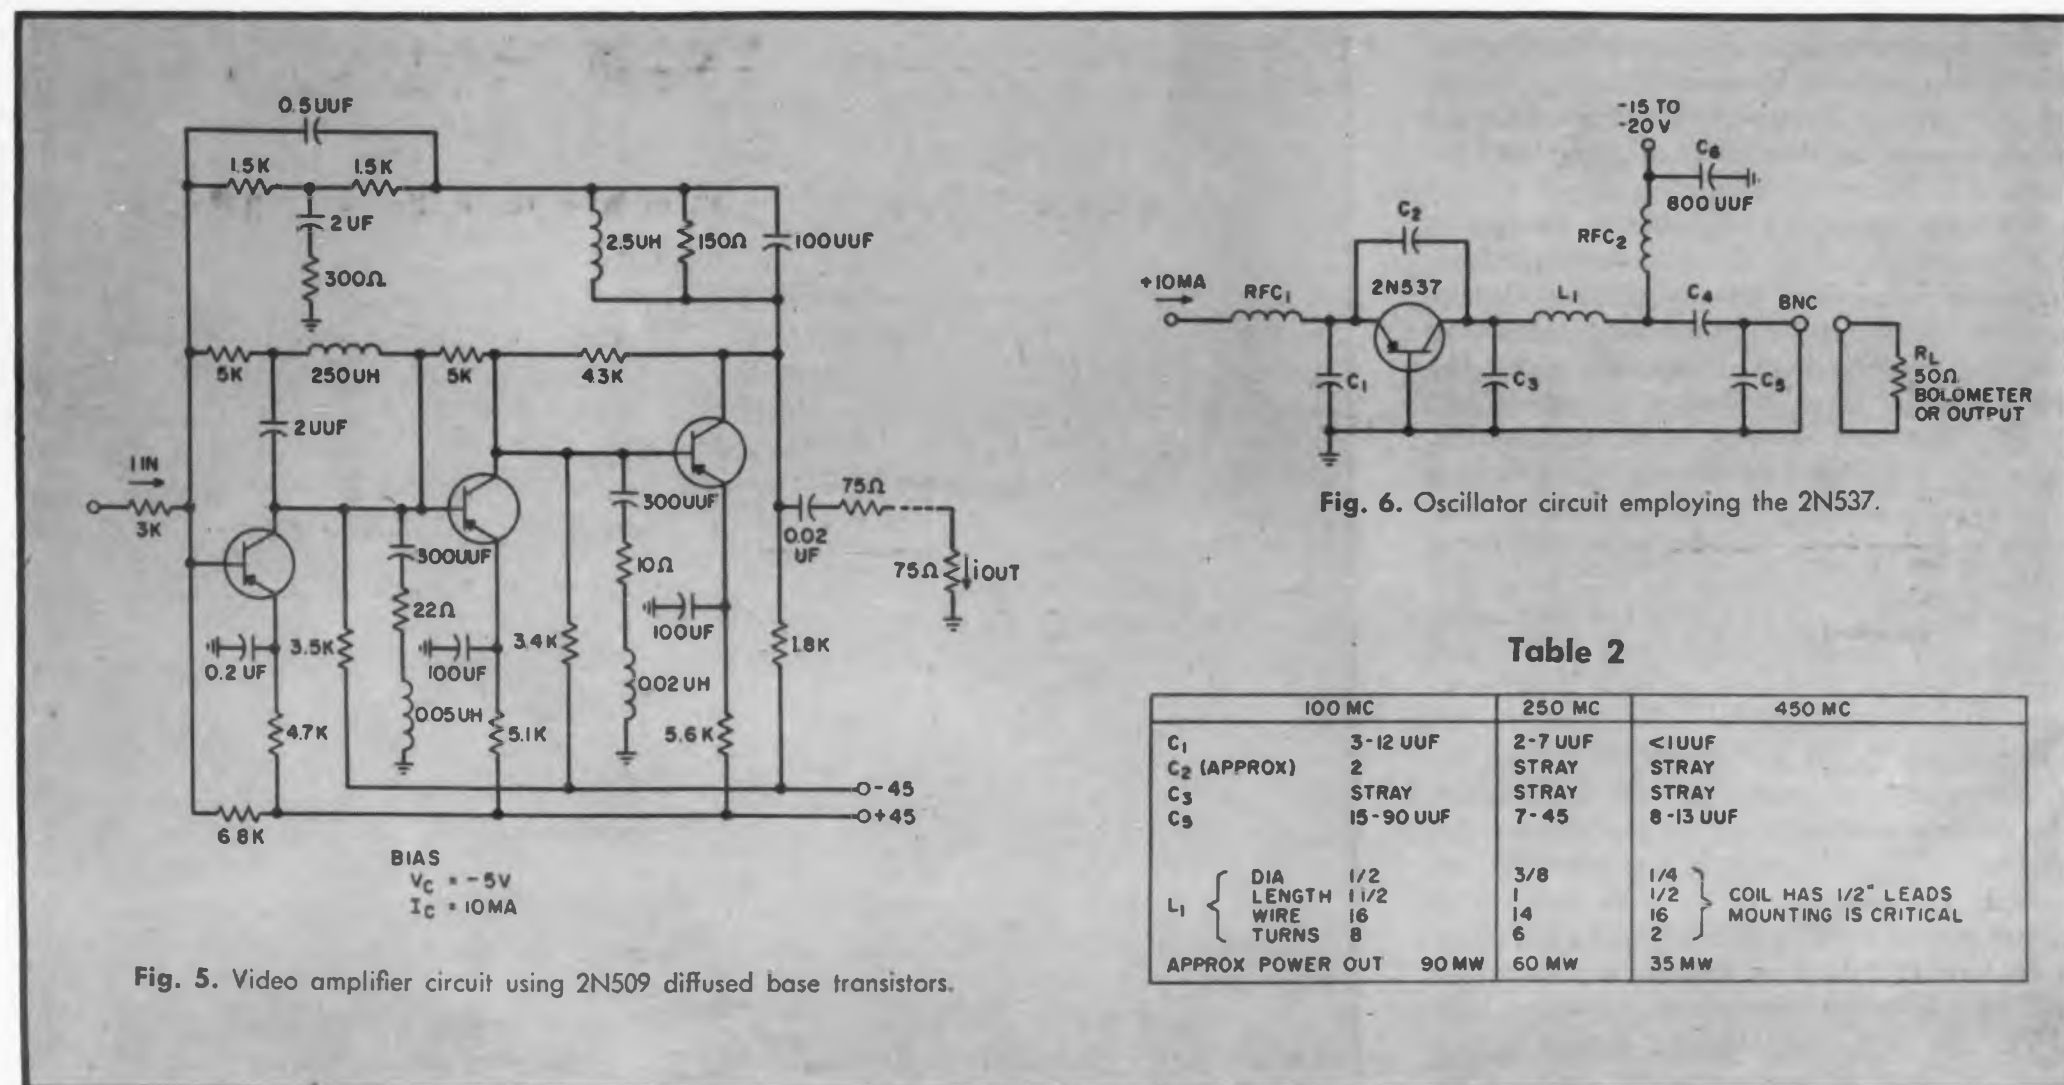 0.5UUF
1.5K
1.5K
2UF
300Ω
2.5UH
150Ω
100UUF
5K
250UH
5K
4.3K
2UUF
1 IN
3K
300UUF
300UUF
75Ω
0.02
UF
75Ω
iOUT
22Ω
10Ω
0.2 UF
3.5K
100UF
3.4K
100UF
1.8K
0.05UH
0.02UH
4.7K
5.1K
5.6K
-45
+45
6.8K
BIAS
VC = -5V
IC = 10MA
Fig. 5. Video amplifier circuit using 2N509 diffused base transistors.
-15 TO
-20V
C6
800 UUF
C2
RFC2
+10MA
RFC1
2N537
L1
C4
BNC
C1
C3
C5
RL
50Ω
BOLOMETER
OR OUTPUT
Fig. 6. Oscillator circuit employing the 2N537.
Table 2
100 MC 250 MC 450 MC
C1 3-12 UUF 2-7 UUF <1UUF
C2 (APPROX) 2 STRAY STRAY
C3 STRAY STRAY STRAY
C5 15-90 UUF 7-45 8-13 UUF
L1
DIA 1/2 3/8 1/4
LENGTH 1 1/2 1 1/2 COIL HAS 1/2" LEADS
WIRE 16 14 16 MOUNTING IS CRITICAL
TURNS 8 6 2
APPROX POWER OUT 90 MW 60 MW 35 MW